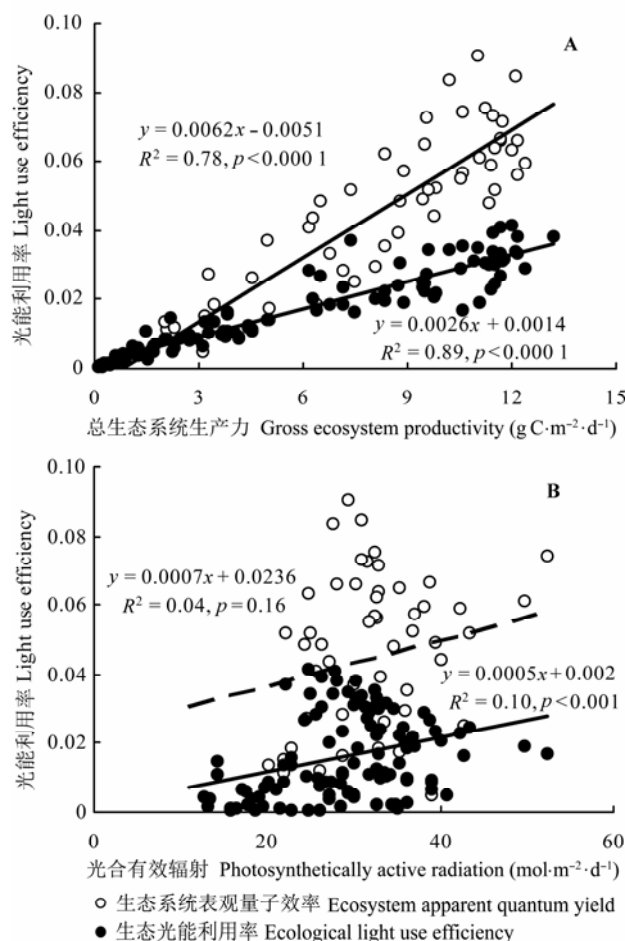 0.10
A
0.08
y = 0.0062x – 0.0051
R² = 0.78, p<0.000 1
0.06
0.04
0.02
y = 0.0026x + 0.0014
R² = 0.89, p<0.000 1
0
0 3 6 9 12 15
光能利用率 Light use efficiency
总生态系统生产力 Gross ecosystem productivity (g C·m⁻²·d⁻¹)
0.10
B
0.08
y = 0.0007x + 0.0236
R² = 0.04, p = 0.16
0.06
0.04
y = 0.0005x + 0.002
R² = 0.10, p<0.001
0.02
0
0 20 40 60
光能利用率 Light use efficiency
光合有效辐射 Photosynthetically active radiation (mol·m⁻²·d⁻¹)
生态系统表观量子效率 Ecosystem apparent quantum yield
生态光能利用率 Ecological light use efficiency